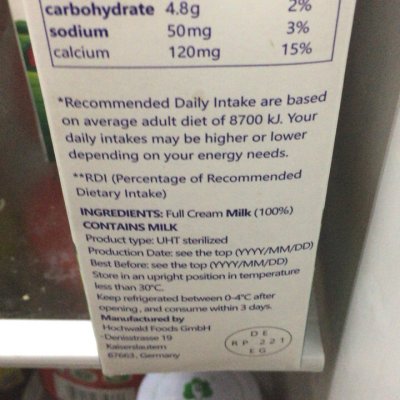 carbohydrate 4.8g 2%
sodium 50mg 3%
calcium 120mg 15%
*Recommended Daily Intake are based
on average adult diet of 8700 kJ. Your
daily intakes may be higher or lower
depending on your energy needs.
**RDI (Percentage of Recommended
Dietary Intake)
INGREDIENTS: Full Cream Milk (100%)
CONTAINS MILK
Product type: UHT sterilized
Production Date: see the top (YYYY/MM/DD)
Best Before: see the top (YYYY/MM/DD)
Store in an upright position in temperature
less than 30°C.
Keep refrigerated between 0-4°C after
opening, and consume within 3 days.
Manufactured by
Hochwald Foods GmbH
-Denisstrasse 19
Kaiserslautern
67663, Germany
DE
RP 221
EG